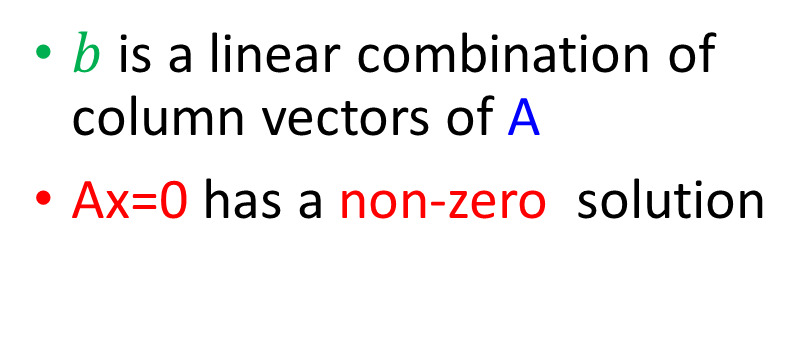 • b is a linear combination of
column vectors of A
• Ax=0 has a non-zero  solution